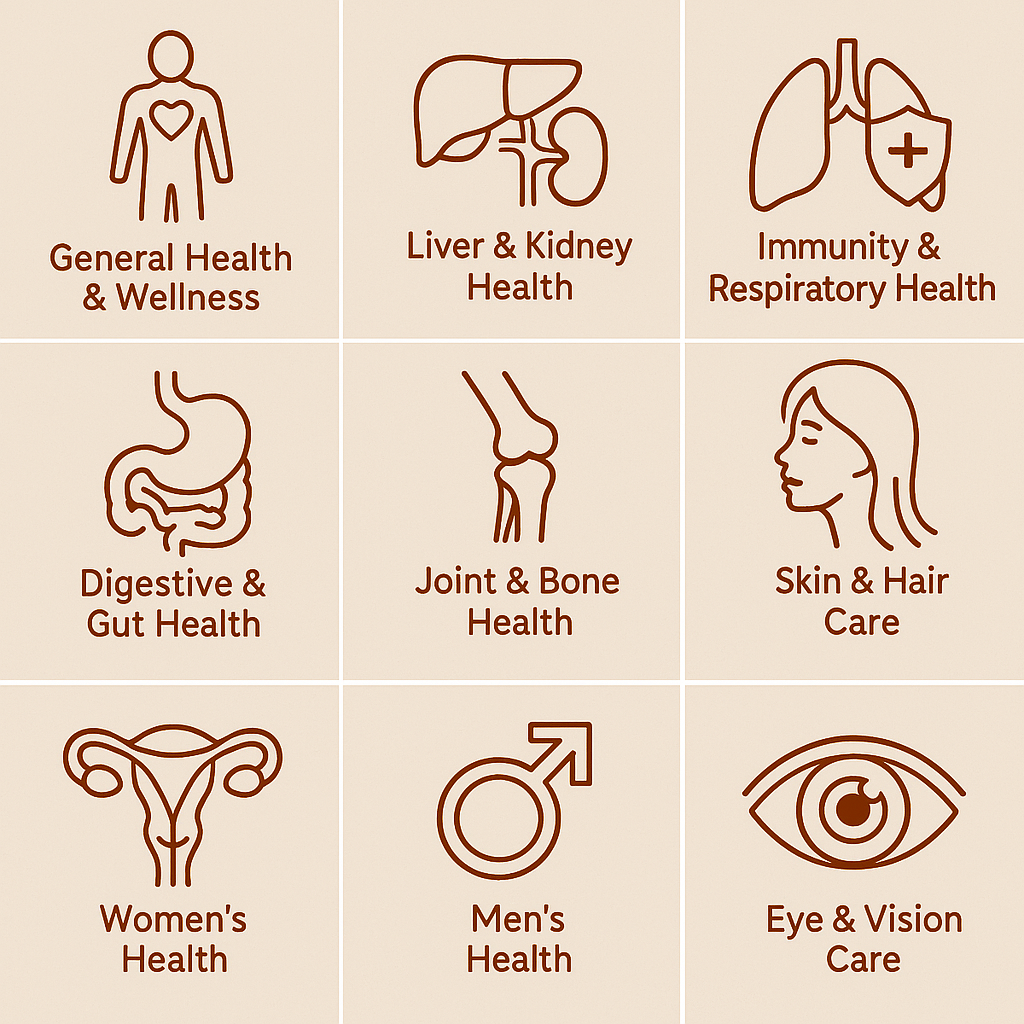 General Health
& Wellness
Liver & Kidney
Health
Immunity &
Respiratory Health
Digestive &
Gut Health
Joint & Bone
Health
Skin & Hair
Care
Women's
Health
Men's
Health
Eye & Vision
Care